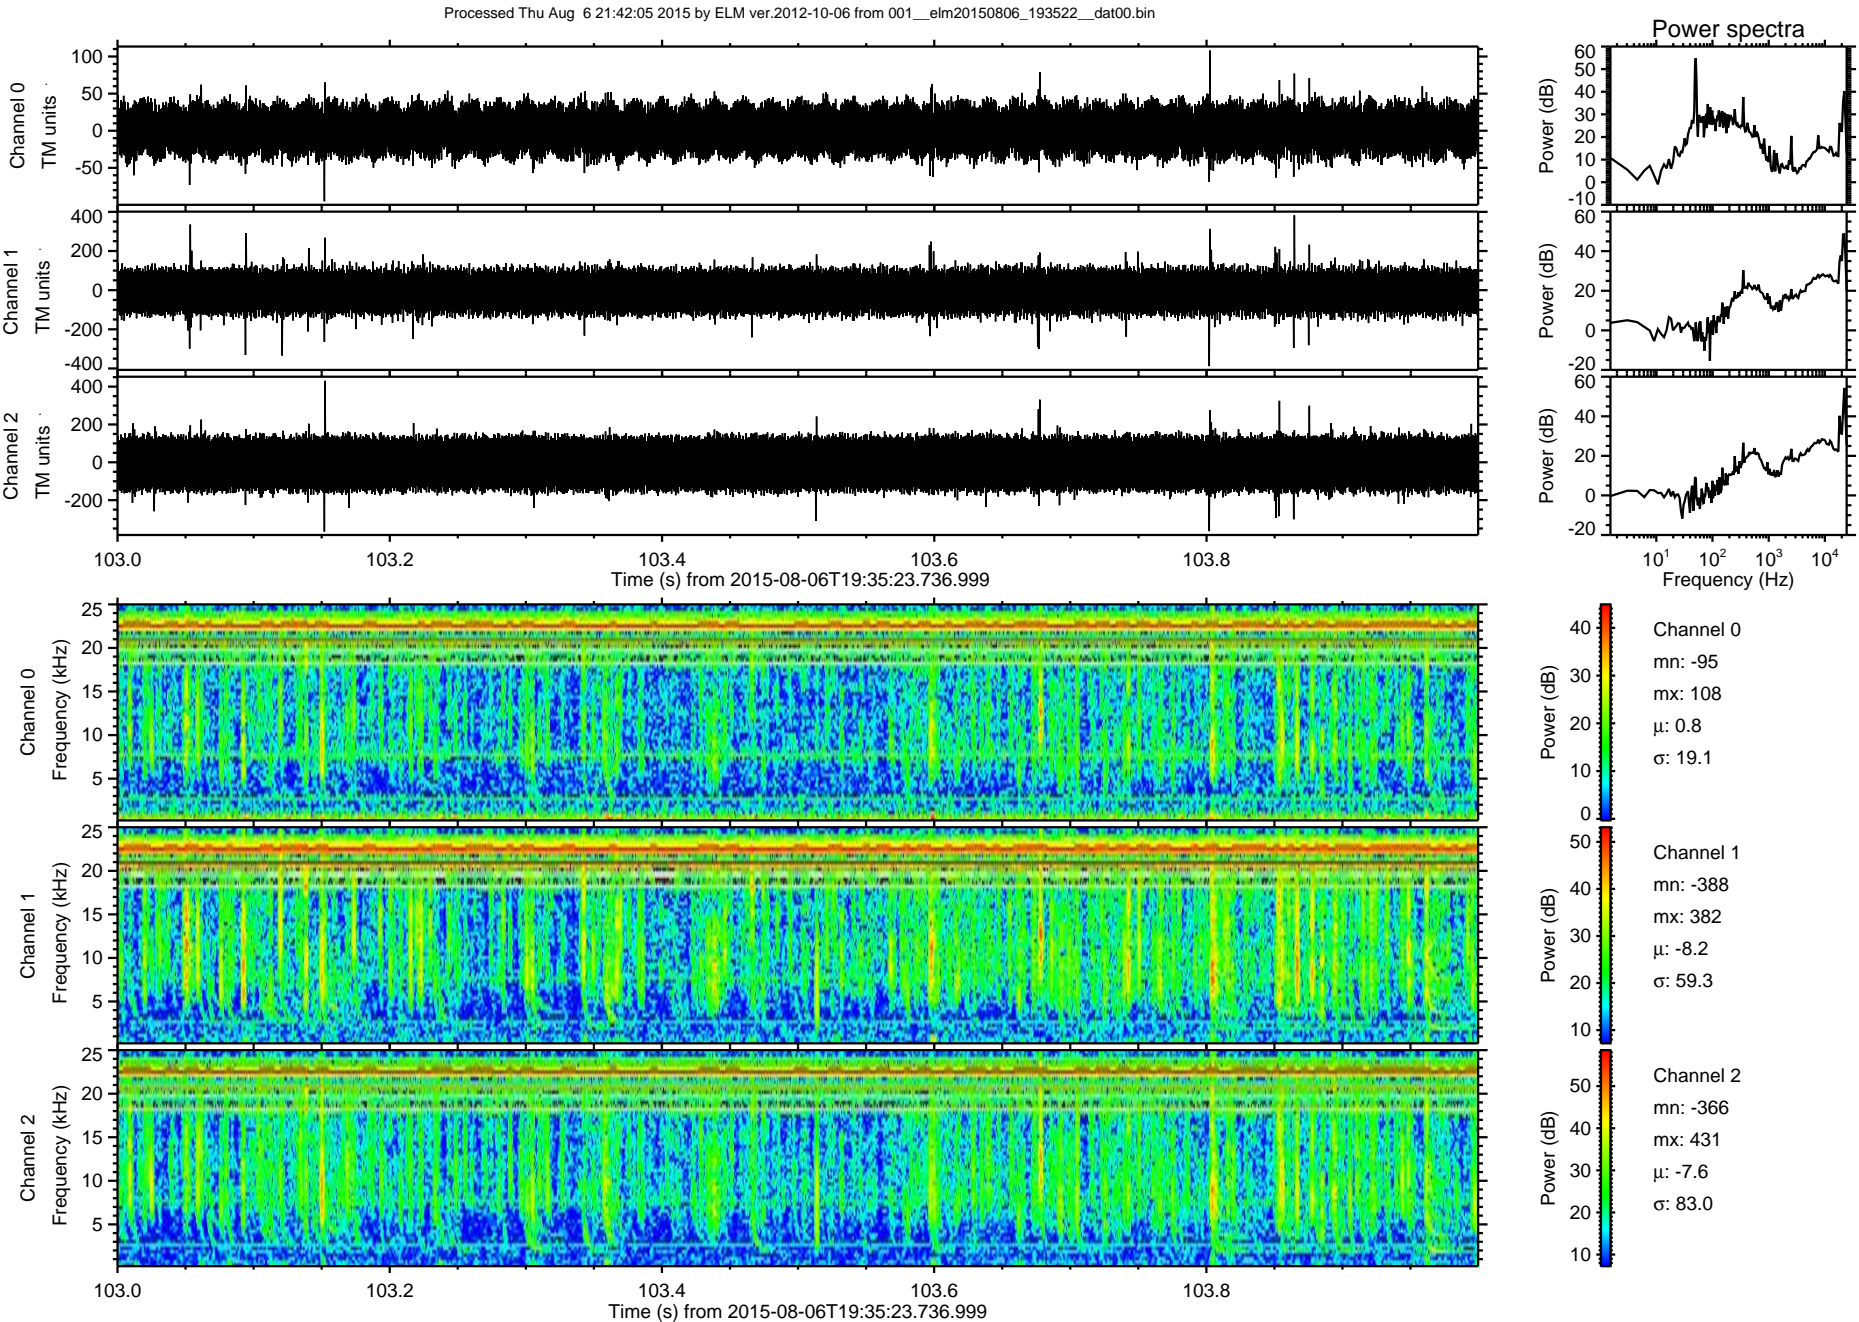 Processed Thu Aug  6 21:42:05 2015 by ELM ver.2012-10-06 from 001__elm20150806_193522__dat00.bin
Power spectra
Channel 0
TM units
100
50
0
-50
Power (dB)
60
50
40
30
20
10
0
-10
Channel 1
TM units
400
200
0
-200
-400
Power (dB)
60
40
20
0
-20
Channel 2
TM units
400
200
0
-200
Power (dB)
60
40
20
0
-20
103.0 103.2 103.4 103.6 103.8
Time (s) from 2015-08-06T19:35:23.736.999
10¹ 10² 10³ 10⁴
Frequency (Hz)
Channel 0
Frequency (kHz)
25
20
15
10
5
Power (dB)
40
30
20
10
0
Channel 0
mn: -95
mx: 108
μ: 0.8
σ: 19.1
Channel 1
Frequency (kHz)
25
20
15
10
5
Power (dB)
50
40
30
20
10
Channel 1
mn: -388
mx: 382
μ: -8.2
σ: 59.3
Channel 2
Frequency (kHz)
25
20
15
10
5
Power (dB)
50
40
30
20
10
Channel 2
mn: -366
mx: 431
μ: -7.6
σ: 83.0
103.0 103.2 103.4 103.6 103.8
Time (s) from 2015-08-06T19:35:23.736.999